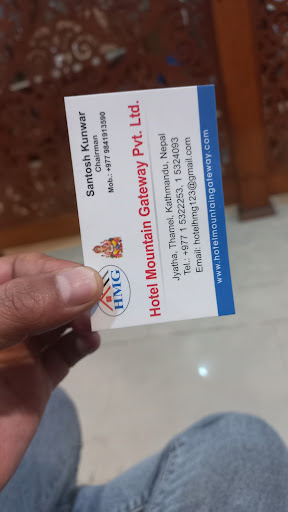 Santosh Kunwar
Chairman
Mob.: +977 9841913590
HMG
Hotel Mountain Gateway Pvt. Ltd.
Jyatha, Thamel, Kathmandu, Nepal
Tel.: +977 1 5322253, 1 5324093
Email: hotelhmg123@gmail.com
www.hotelmountaingateway.com